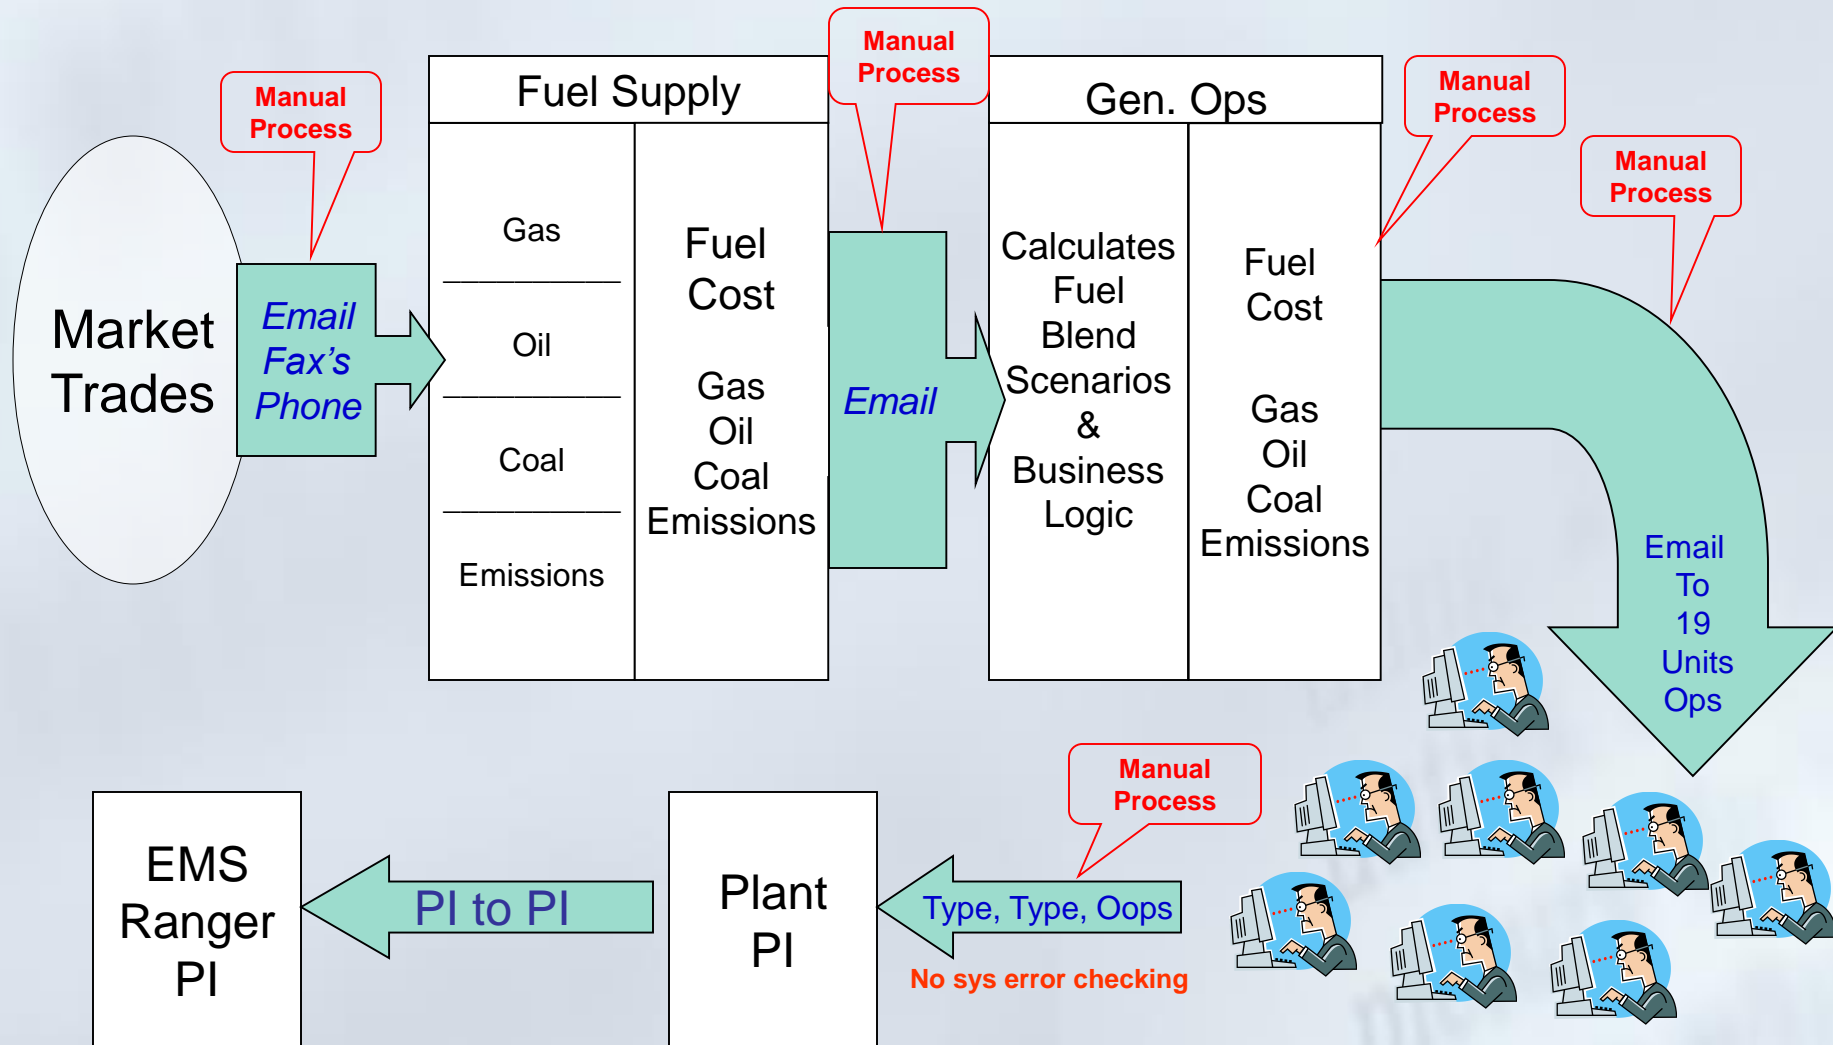 Manual
Process
Manual
Process
Manual
Process
Manual
Process
Fuel Supply
Gen. Ops
Market
Trades
Email
Fax's
Phone
Gas
Oil
Coal
Emissions
Fuel
Cost
Gas
Oil
Coal
Emissions
Email
Calculates
Fuel
Blend
Scenarios
&
Business
Logic
Fuel
Cost
Gas
Oil
Coal
Emissions
Email
To
19
Units
Ops
EMS
Ranger
PI
PI to PI
Plant
PI
Manual
Process
Type, Type, Oops
No sys error checking